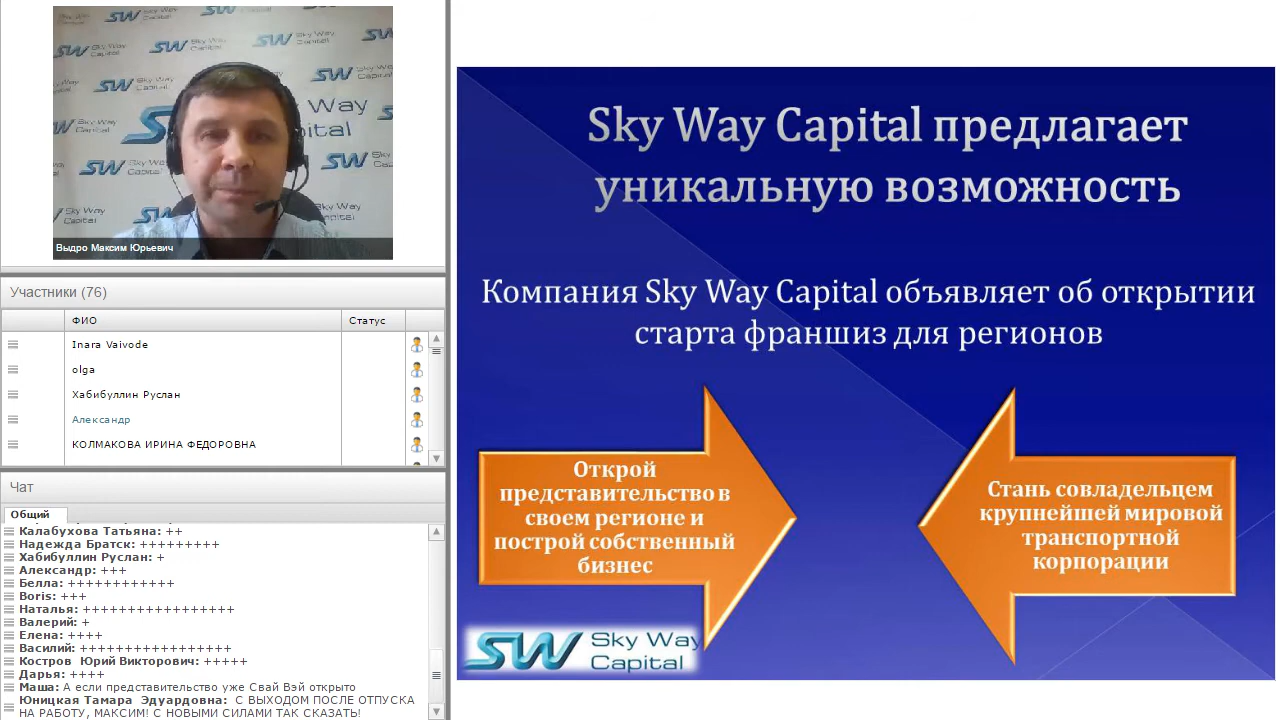 SW Sky Way Capital
Выдро Максим Юрьевич
Участники (76)
ФИО
Статус
Inara Vaivode
olga
Хабибуллин Руслан
Александр
КОЛМАКОВА ИРИНА ФЕДОРОВНА
Чат
Общий
Калабухова Татьяна: ++
Надежда Братск: +++++++++
Хабибуллин Руслан: +
Александр: +++
Белла: ++++++++++++
Boris: +++
Наталья: +++++++++++++++++
Валерий: +
Елена: ++++
Василий: +++++++++++++++++
Костров Юрий Викторович: +++++
Дарья: ++++
Маша: А если представительство уже Свай Вэй открыто
Юницкая Тамара Эдуардовна: С ВЫХОДОМ ПОСЛЕ ОТПУСКА
НА РАБОТУ, МАКСИМ! С НОВЫМИ СИЛАМИ ТАК СКАЗАТЬ!
Sky Way Capital предлагает
уникальную возможность
Компания Sky Way Capital объявляет об открытии
старта франшиз для регионов
Открой
представительство в
своем регионе и
построй собственный
бизнес
Стань совладельцем
крупнейшей мировой
транспортной
корпорации
SW Sky Way
Capital